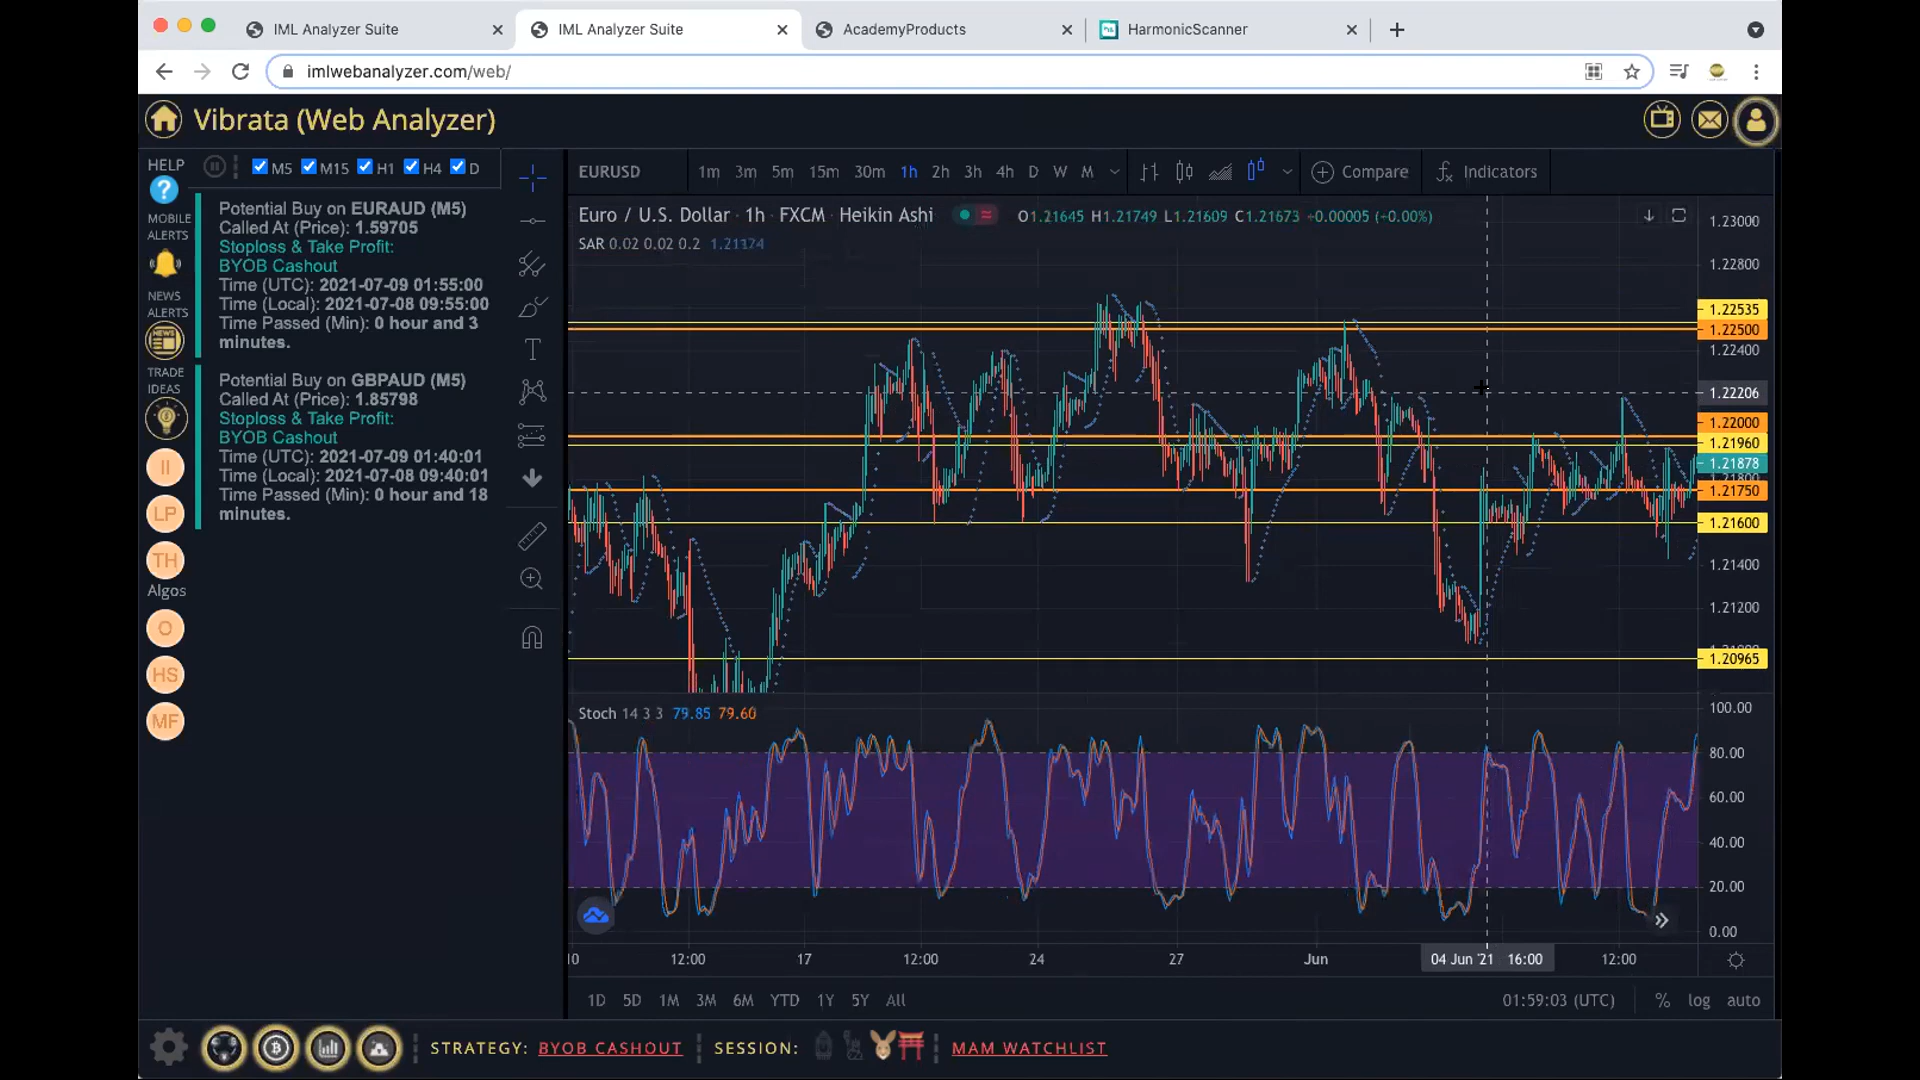 IML Analyzer Suite
IML Analyzer Suite
AcademyProducts
HarmonicScanner
imlwebanalyzer.com/web/
Vibrata (Web Analyzer)
HELP
M5 M15 H1 H4 D
MOBILE
ALERTS
NEWS
ALERTS
NEWS
TRADE
IDEAS
II
LP
TH
Algos
O
HS
MF
Potential Buy on EURAUD (M5)
Called At (Price): 1.59705
Stoploss & Take Profit:
BYOB Cashout
Time (UTC): 2021-07-09 01:55:00
Time (Local): 2021-07-08 09:55:00
Time Passed (Min): 0 hour and 3
minutes.
Potential Buy on GBPAUD (M5)
Called At (Price): 1.85798
Stoploss & Take Profit:
BYOB Cashout
Time (UTC): 2021-07-09 01:40:01
Time (Local): 2021-07-08 09:40:01
Time Passed (Min): 0 hour and 18
minutes.
EURUSD 1m 3m 5m 15m 30m 1h 2h 3h 4h D W M Compare Indicators
Euro / U.S. Dollar · 1h · FXCM · Heikin Ashi O1.21645 H1.21749 L1.21609 C1.21673 +0.00005 (+0.00%)
SAR 0.02 0.02 0.2 1.21174
1.23000
1.22800
1.22535
1.22500
1.22400
1.22206
1.22000
1.21960
1.21878
1.21750
1.21600
1.21400
1.21200
1.20965
Stoch 14 3 3 79.85 79.60
100.00
80.00
60.00
40.00
20.00
0.00
10 12:00 17 12:00 24 27 Jun 04 Jun '21 16:00 12:00
1D 5D 1M 3M 6M YTD 1Y 5Y All 01:59:03 (UTC) % log auto
STRATEGY: BYOB CASHOUT SESSION: MAM WATCHLIST